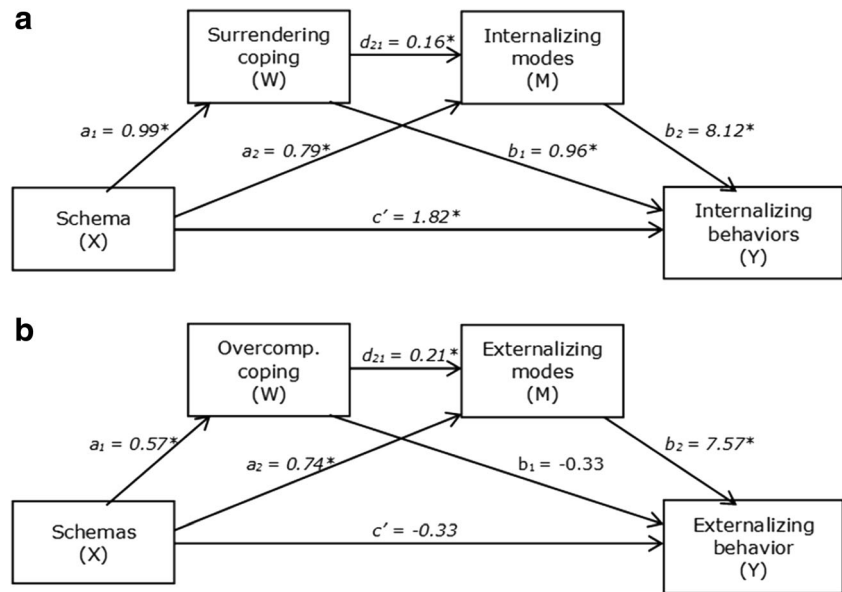 a
Surrendering
coping
(W)
d₂₁ = 0.16*
Internalizing
modes
(M)
a₁ = 0.99*
a₂ = 0.79*
b₁ = 0.96*
b₂ = 8.12*
Schema
(X)
c′ = 1.82*
Internalizing
behaviors
(Y)
b
Overcomp.
coping
(W)
d₂₁ = 0.21*
Externalizing
modes
(M)
a₁ = 0.57*
a₂ = 0.74*
b₁ = -0.33
b₂ = 7.57*
Schemas
(X)
c′ = -0.33
Externalizing
behavior
(Y)